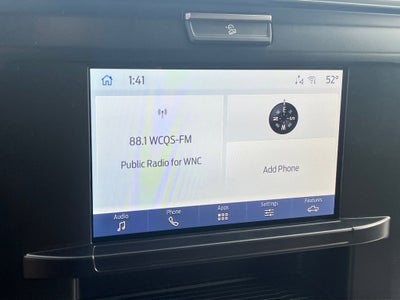 1:41
52°
88.1 WCQS-FM
Public Radio for WNC
E
S
W
Add Phone
Audio
Phone
Apps
Settings
Features